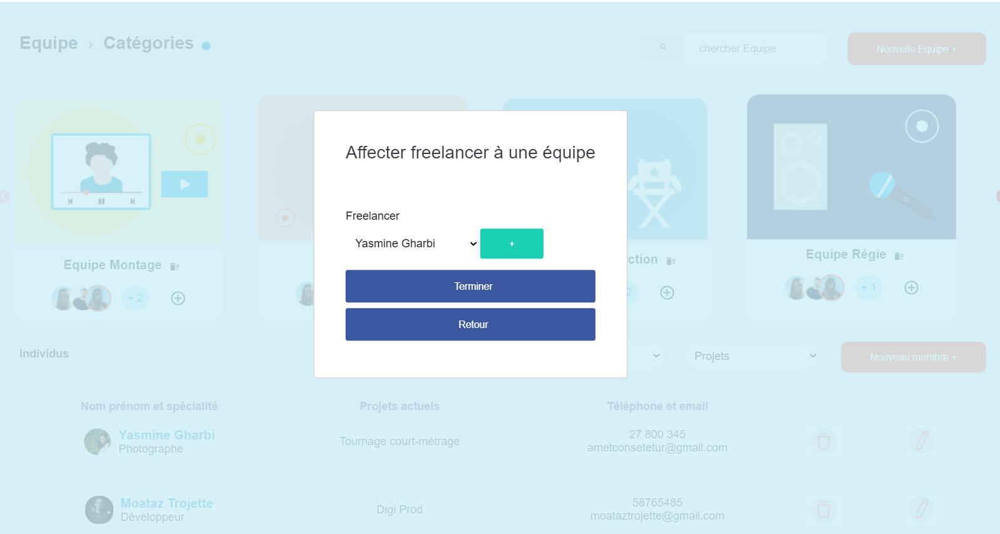 Equipe › Catégories
chercher Equipe
Nouvelle Equipe +
Affecter freelancer à une équipe
Freelancer
Yasmine Gharbi
+
Terminer
Retour
Equipe Montage
+ 2
ction
2
Equipe Régie
+ 1
Individus
Projets
Nouveau membre +
Nom prénom et spécialité
Projets actuels
Téléphone et email
Yasmine Gharbi
Photographe
Tournage court-métrage
27 800 345
ametconsetetur@gmail.com
Moataz Trojette
Développeur
Digi Prod
58765485
moataztrojette@gmail.com